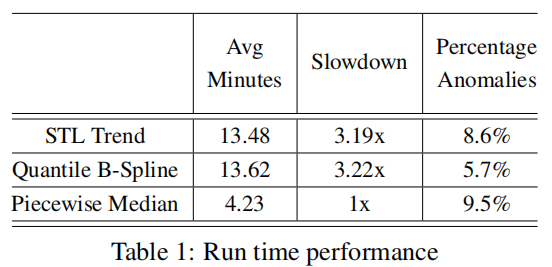 Avg Minutes Slowdown Percentage Anomalies
STL Trend 13.48 3.19x 8.6%
Quantile B-Spline 13.62 3.22x 5.7%
Piecewise Median 4.23 1x 9.5%
Table 1: Run time performance